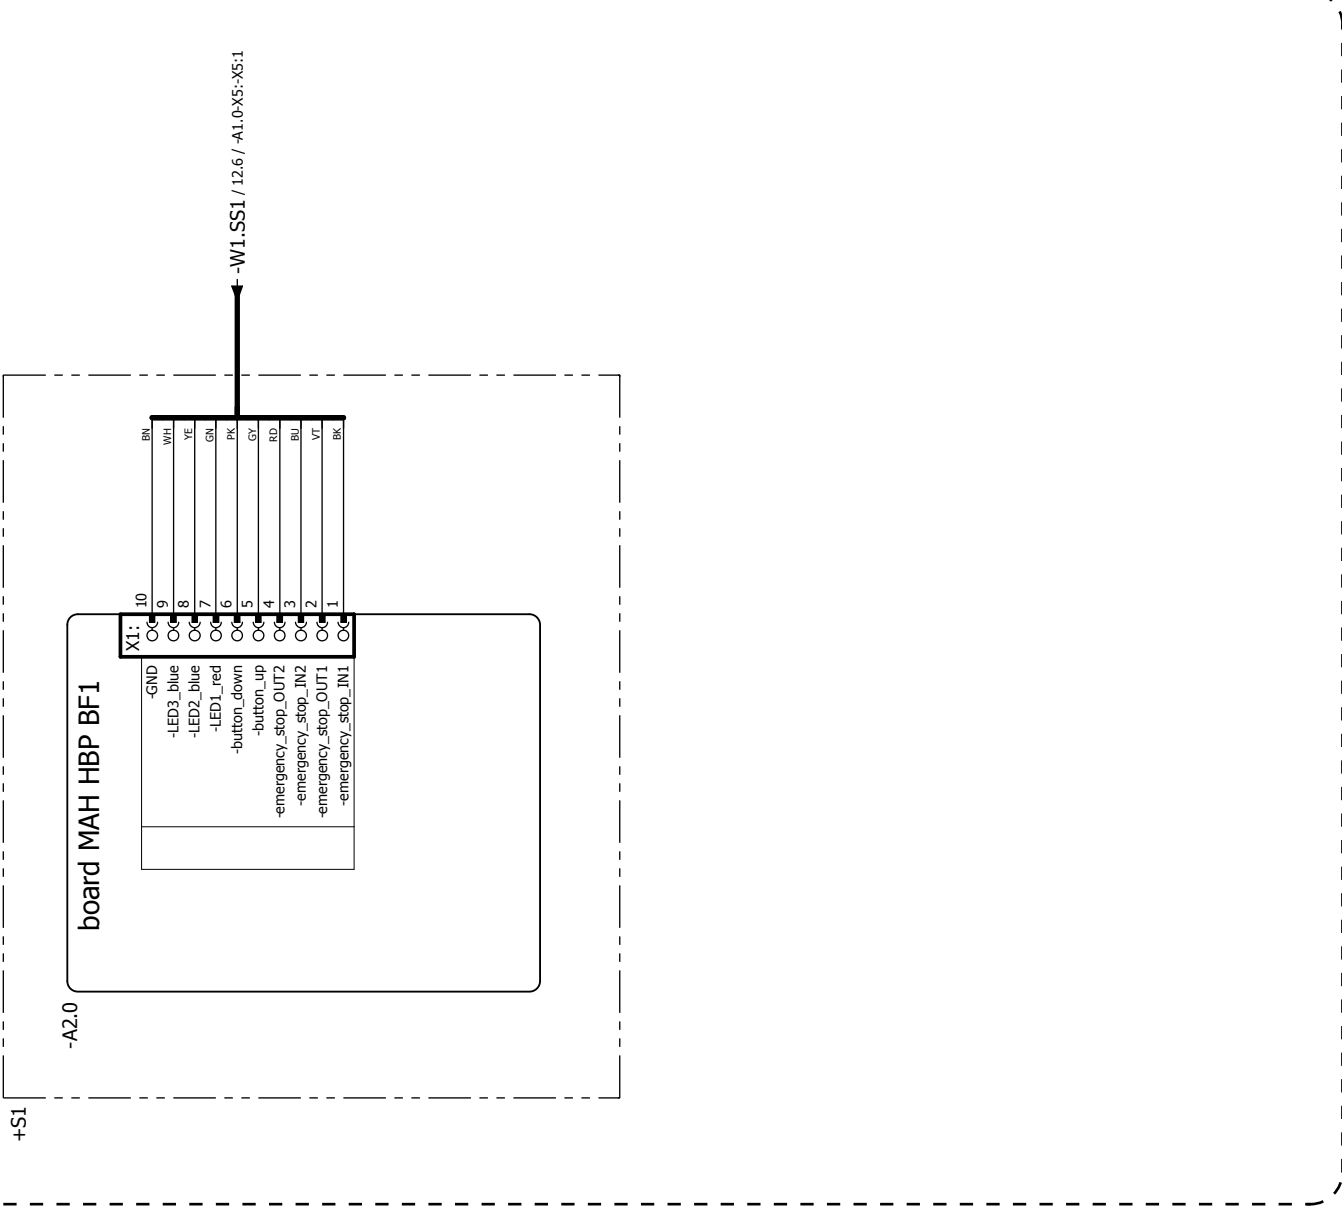 -W1.SS1 / 12.6 / -A1.0-X5:-X5:1
BN
WH
YE
GN
PK
GY
RD
BU
VT
BK
10
9
8
7
6
5
4
3
2
1
X1:
-GND
-LED3_blue
-LED2_blue
-LED1_red
-button_down
-button_up
-emergency_stop_OUT2
-emergency_stop_IN2
-emergency_stop_OUT1
-emergency_stop_IN1
board MAH HBP BF1
-A2.0
+S1